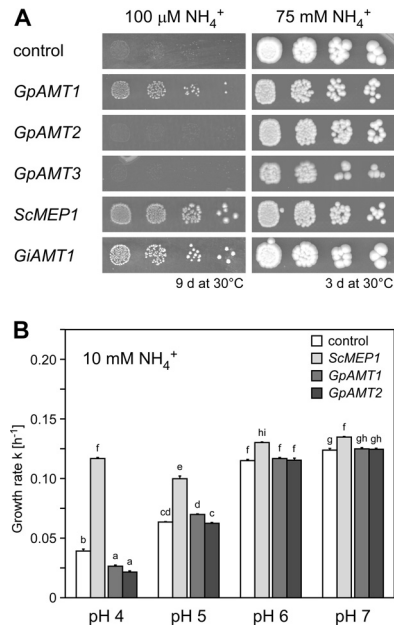 A
100 μM NH₄⁺ 75 mM NH₄⁺
control
GpAMT1
GpAMT2
GpAMT3
ScMEP1
GiAMT1
9 d at 30°C 3 d at 30°C
B
10 mM NH₄⁺
control
ScMEP1
GpAMT1
GpAMT2
Growth rate k [h⁻¹]
0.20
0.15
0.10
0.05
0
b f a a
cd e d c
f hi f f
g f gh gh
pH 4 pH 5 pH 6 pH 7